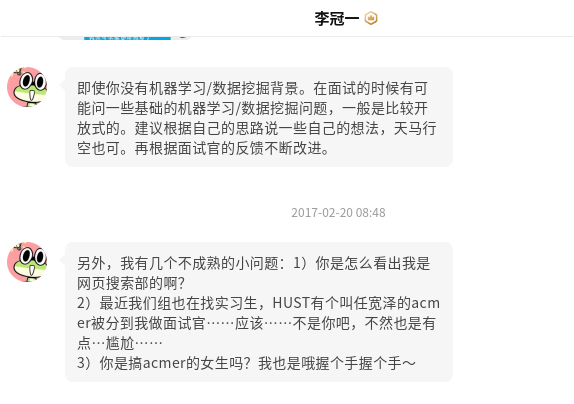 李冠一
即使你没有机器学习/数据挖掘背景。在面试的时候有可
能问一些基础的机器学习/数据挖掘问题，一般是比较开
放式的。建议根据自己的思路说一些自己的想法，天马行
空也可。再根据面试官的反馈不断改进。
2017-02-20 08:48
另外，我有几个不成熟的小问题：1）你是怎么看出我是
网页搜索部的啊？
2）最近我们组也在找实习生，HUST有个叫任宽泽的acm
er被分到我做面试官……应该……不是你吧，不然也是有
点…尴尬……
3）你是搞acmer的女生吗？我也是哦握个手握个手～